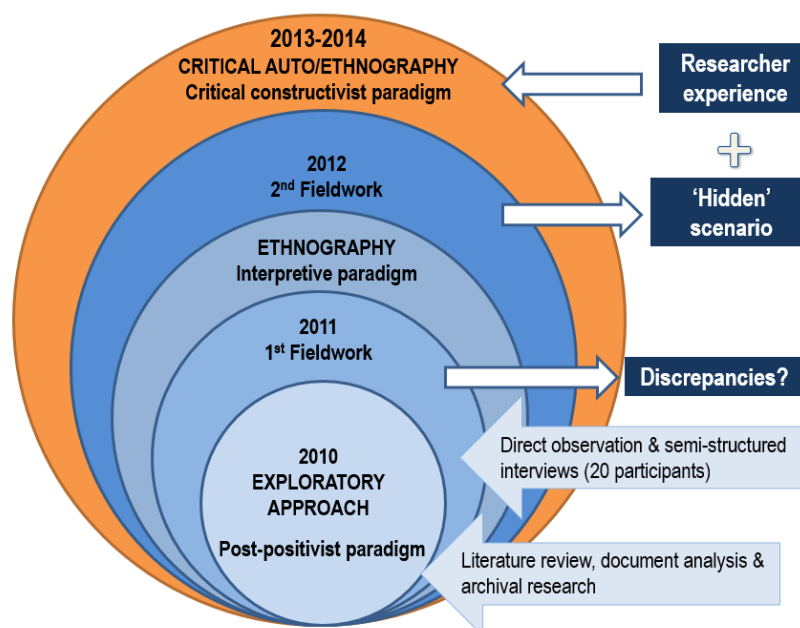 2013-2014
CRITICAL AUTO/ETHNOGRAPHY
Critical constructivist paradigm
Researcher
experience
2012
2nd Fieldwork
‘Hidden’
scenario
ETHNOGRAPHY
Interpretive paradigm
2011
1st Fieldwork
Discrepancies?
2010
EXPLORATORY
APPROACH
Post-positivist paradigm
Direct observation & semi-structured
interviews (20 participants)
Literature review, document analysis &
archival research